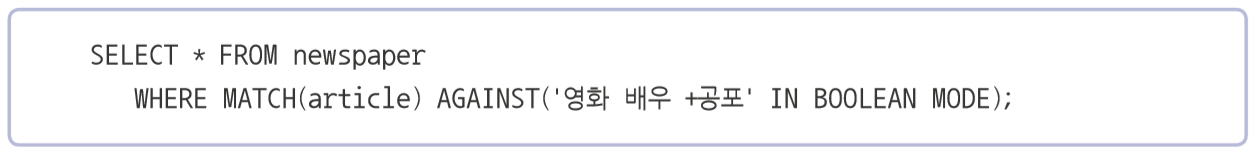 SELECT * FROM newspaper
WHERE MATCH(article) AGAINST('영화 배우 +공포' IN BOOLEAN MODE);